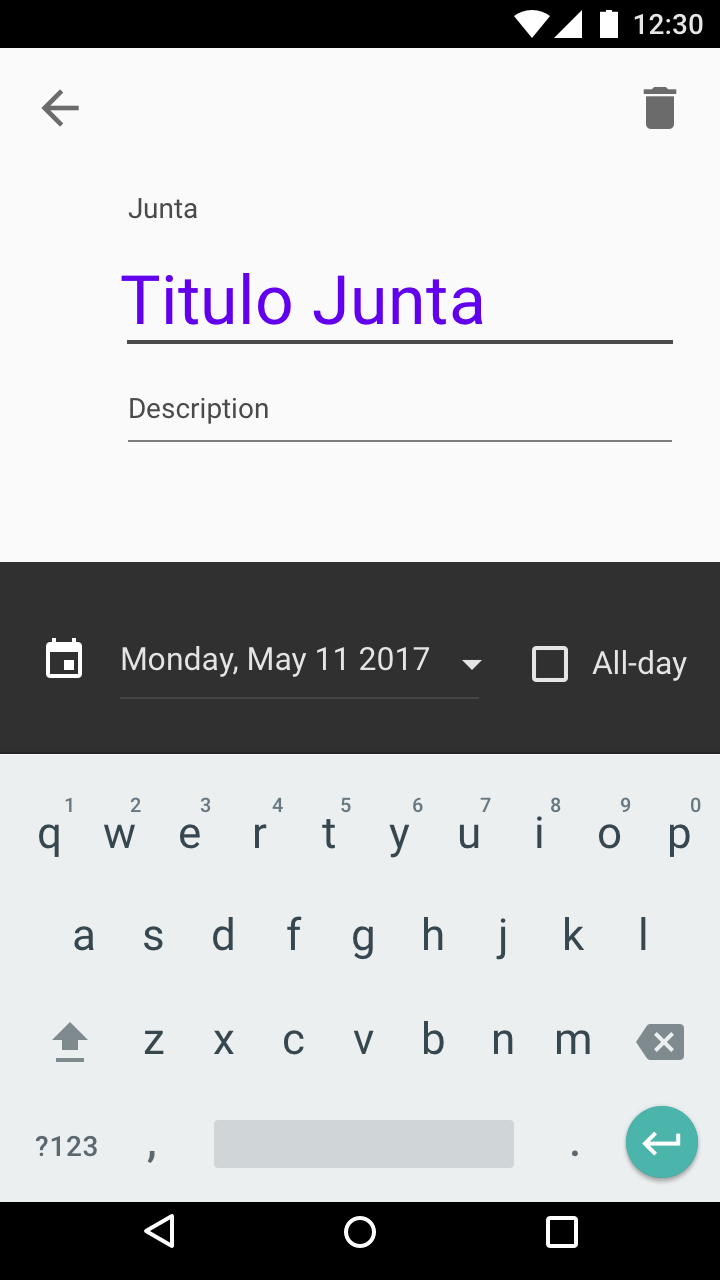 12:30
Junta
Titulo Junta
Description
Monday, May 11 2017 All-day
1 2 3 4 5 6 7 8 9 0
q w e r t y u i o p
a s d f g h j k l
z x c v b n m
?123 , .